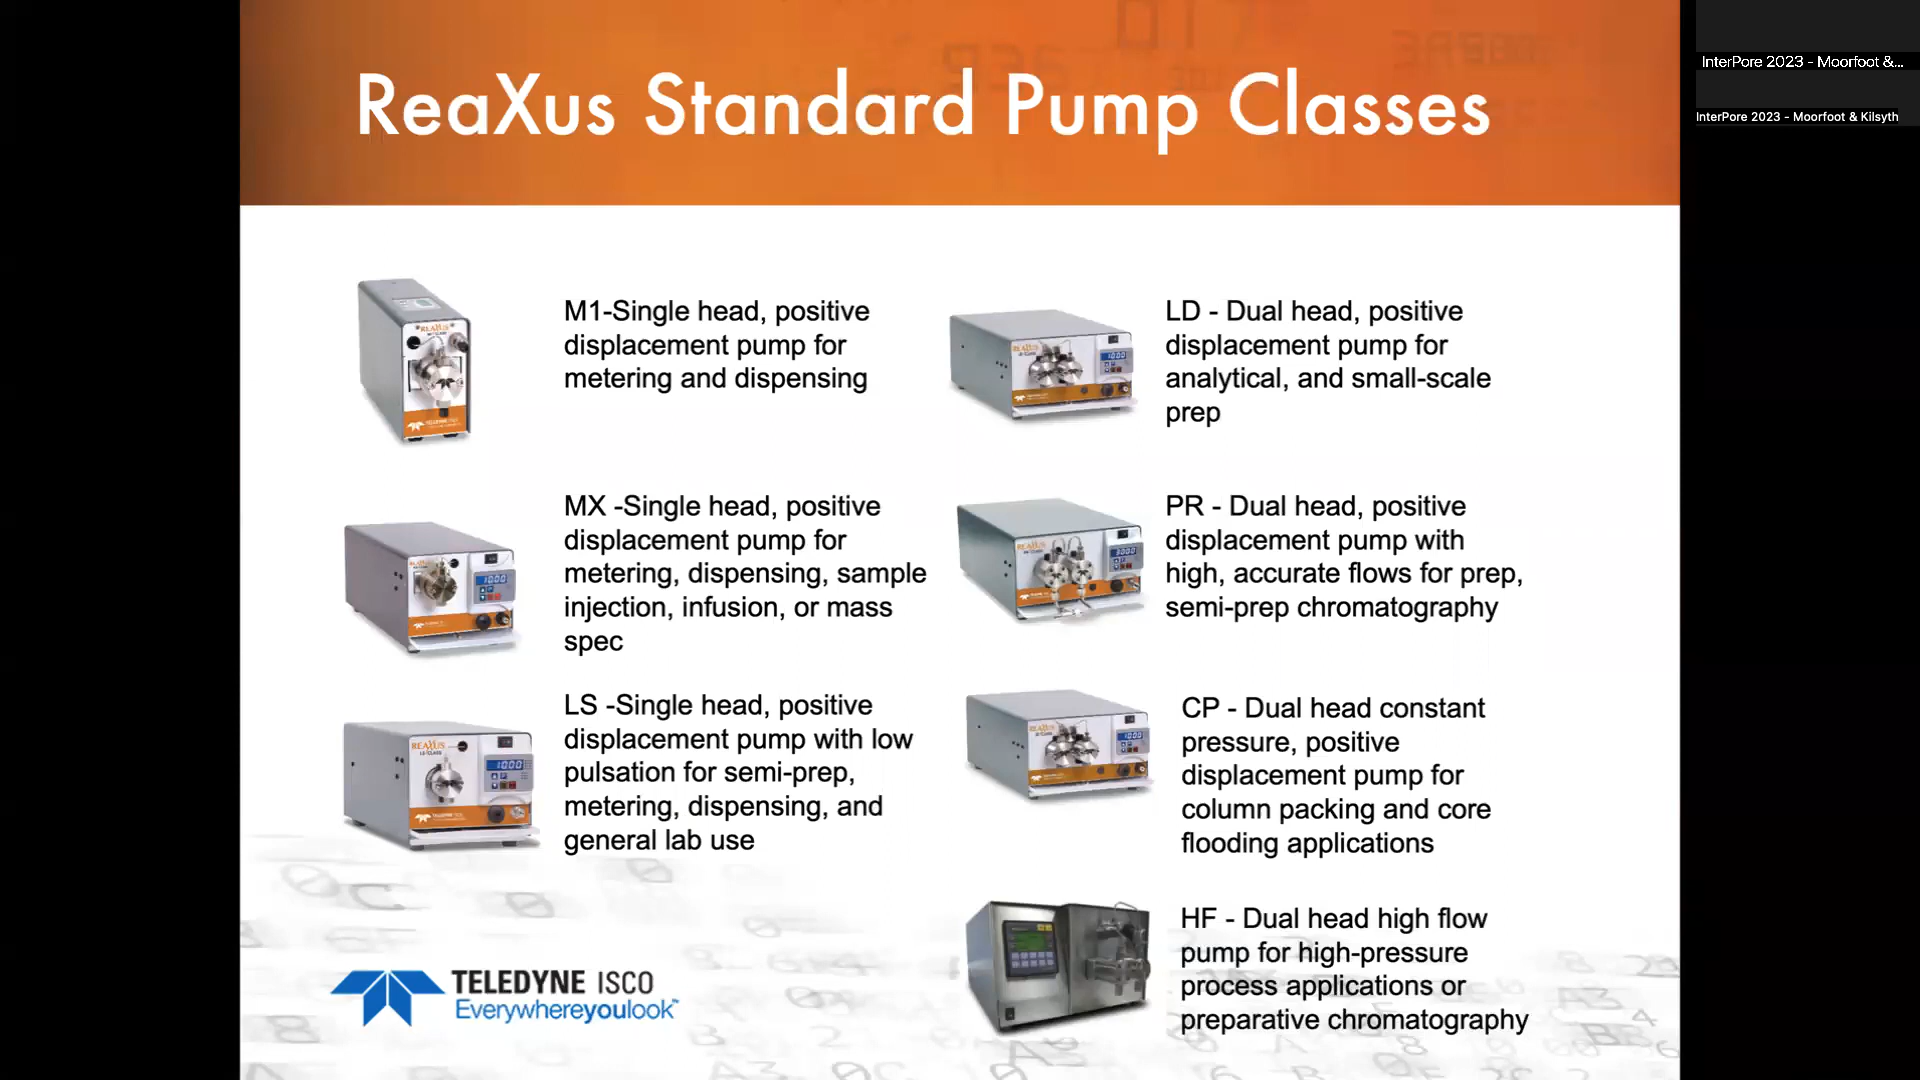 ReaXus Standard Pump Classes
InterPore 2023 - Moorfoot &...
InterPore 2023 - Moorfoot & Kilsyth
M1-Single head, positive
displacement pump for
metering and dispensing
MX -Single head, positive
displacement pump for
metering, dispensing, sample
injection, infusion, or mass
spec
LS -Single head, positive
displacement pump with low
pulsation for semi-prep,
metering, dispensing, and
general lab use
LD - Dual head, positive
displacement pump for
analytical, and small-scale
prep
PR - Dual head, positive
displacement pump with
high, accurate flows for prep,
semi-prep chromatography
CP - Dual head constant
pressure, positive
displacement pump for
column packing and core
flooding applications
HF - Dual head high flow
pump for high-pressure
process applications or
preparative chromatography
TELEDYNE ISCO
Everywhereyoulook™